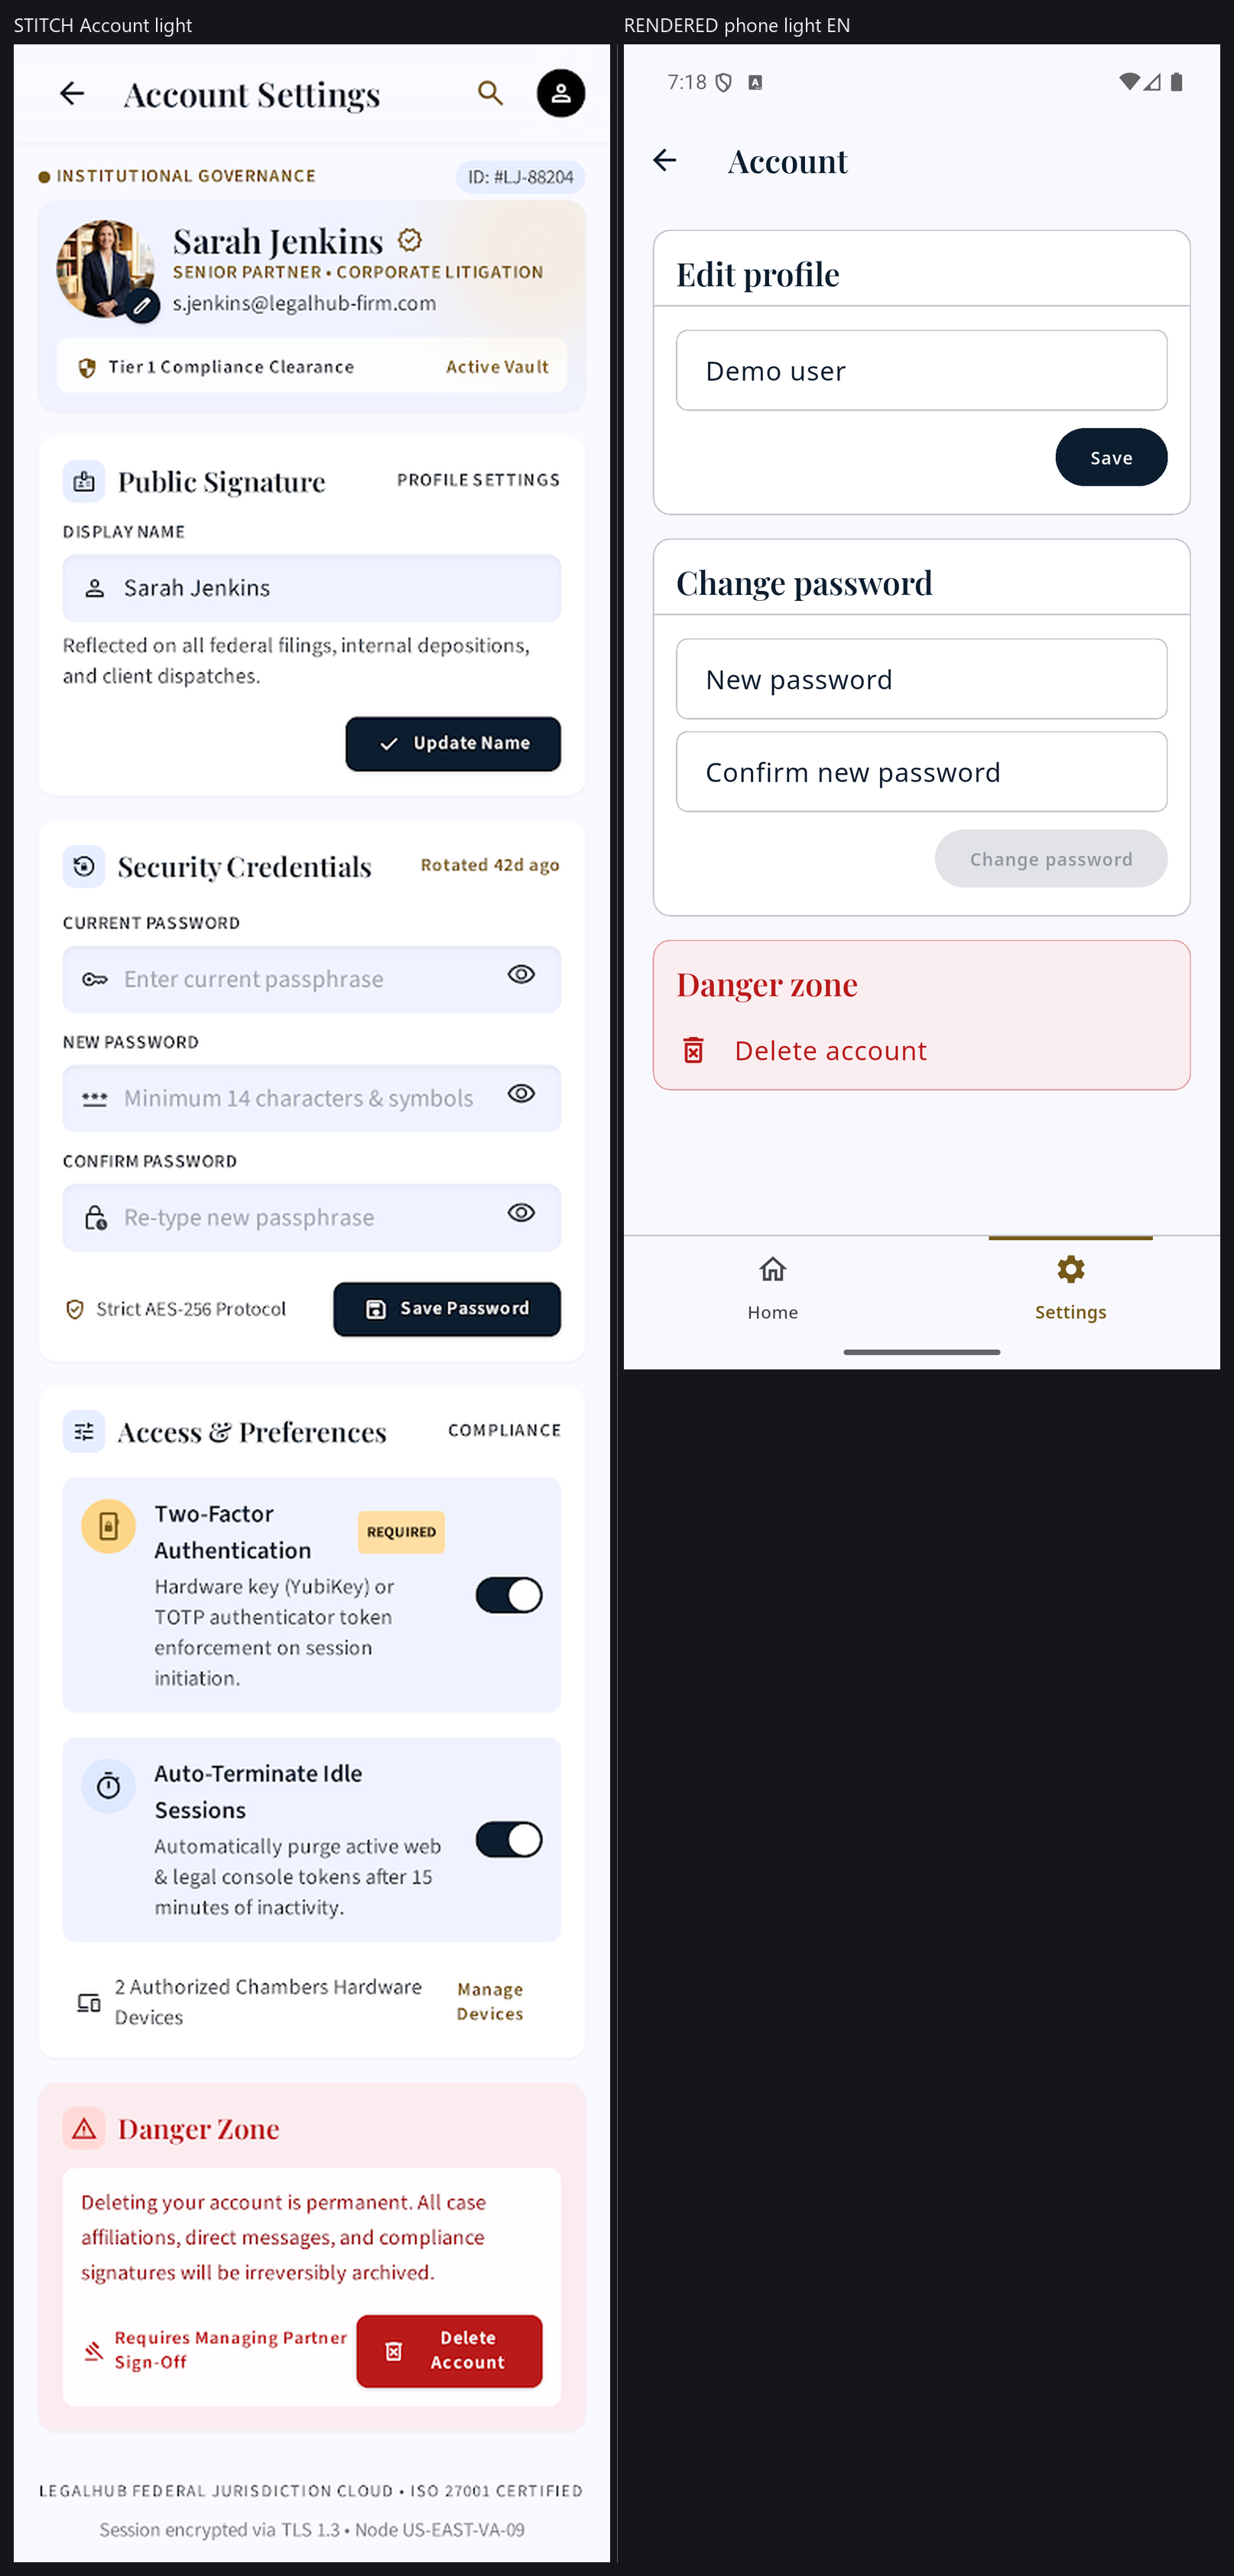 STITCH Account light
Account Settings
INSTITUTIONAL GOVERNANCE
ID: #LJ-88204
Sarah Jenkins
SENIOR PARTNER • CORPORATE LITIGATION
s.jenkins@legalhub-firm.com
Tier 1 Compliance Clearance
Active Vault
Public Signature
PROFILE SETTINGS
DISPLAY NAME
Sarah Jenkins
Reflected on all federal filings, internal depositions,
and client dispatches.
Update Name
Security Credentials
Rotated 42d ago
CURRENT PASSWORD
Enter current passphrase
NEW PASSWORD
Minimum 14 characters & symbols
CONFIRM PASSWORD
Re-type new passphrase
Strict AES-256 Protocol
Save Password
Access & Preferences
COMPLIANCE
Two-Factor
Authentication
REQUIRED
Hardware key (YubiKey) or
TOTP authenticator token
enforcement on session
initiation.
Auto-Terminate Idle
Sessions
Automatically purge active web
& legal console tokens after 15
minutes of inactivity.
2 Authorized Chambers Hardware
Devices
Manage
Devices
Danger Zone
Deleting your account is permanent. All case
affiliations, direct messages, and compliance
signatures will be irreversibly archived.
Requires Managing Partner
Sign-Off
Delete
Account
LEGALHUB FEDERAL JURISDICTION CLOUD • ISO 27001 CERTIFIED
Session encrypted via TLS 1.3 • Node US-EAST-VA-09
RENDERED phone light EN
7:18
A
Account
Edit profile
Demo user
Save
Change password
New password
Confirm new password
Change password
Danger zone
Delete account
Home
Settings